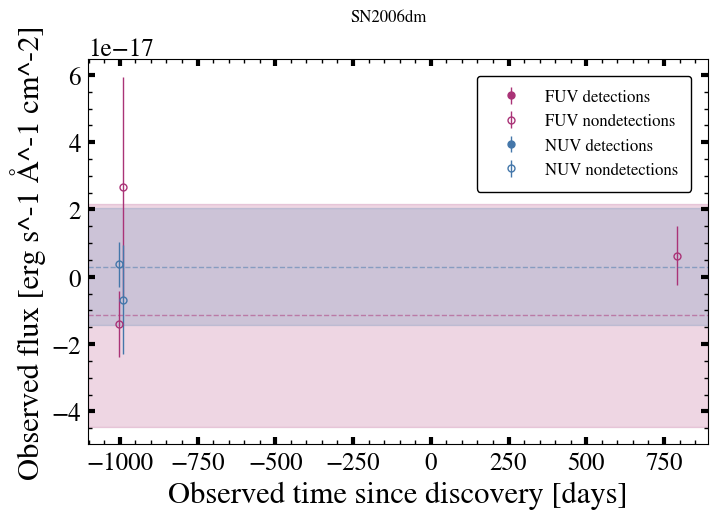 SN2006dm
1e−17
Observed flux [erg s^-1 Å^-1 cm^-2]
6
4
2
0
−2
−4
FUV detections
FUV nondetections
NUV detections
NUV nondetections
−1000 −750 −500 −250 0 250 500 750
Observed time since discovery [days]